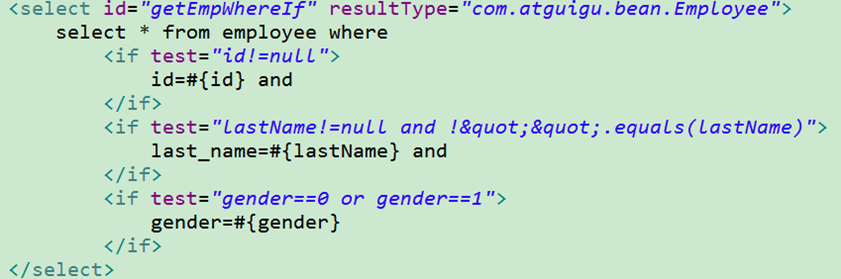 <select id="getEmpWhereIf" resultType="com.atguigu.bean.Employee">
select * from employee where
<if test="id!=null">
id=#{id} and
</if>
<if test="lastName!=null and !&quot;&quot;.equals(lastName)">
last_name=#{lastName} and
</if>
<if test="gender==0 or gender==1">
gender=#{gender}
</if>
</select>